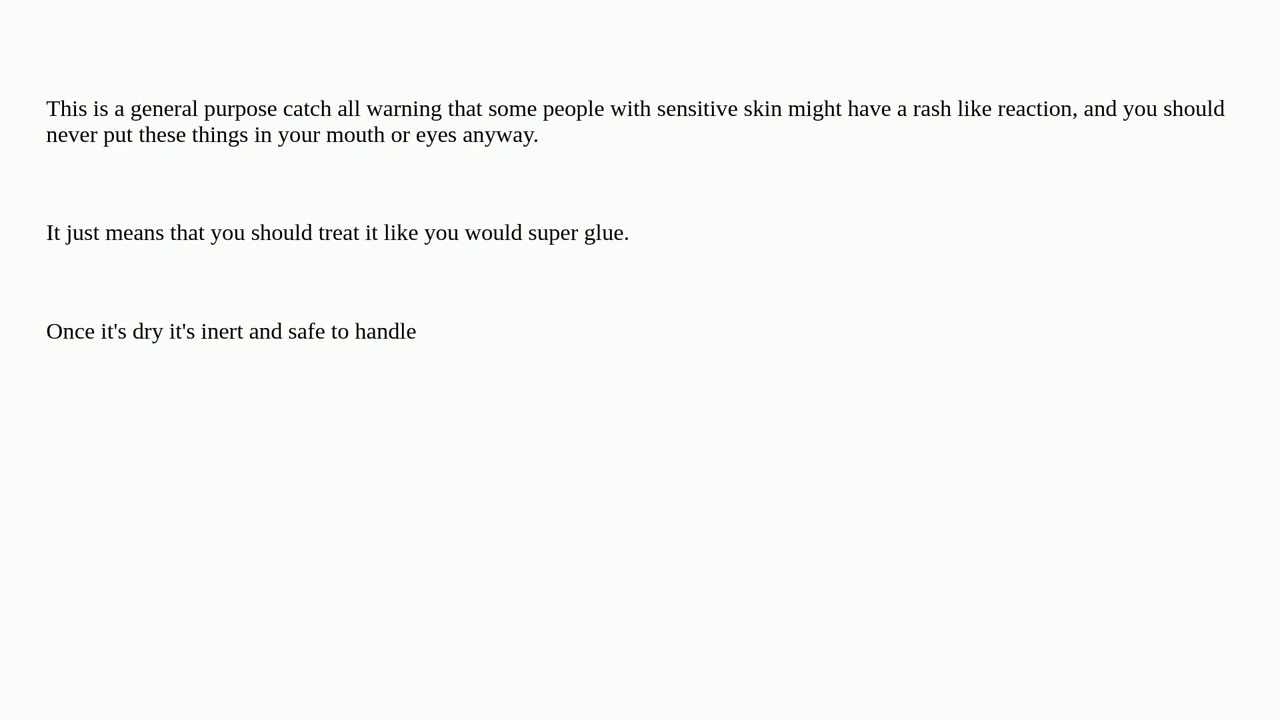 This is a general purpose catch all warning that some people with sensitive skin might have a rash like reaction, and you should
never put these things in your mouth or eyes anyway.
It just means that you should treat it like you would super glue.
Once it's dry it's inert and safe to handle